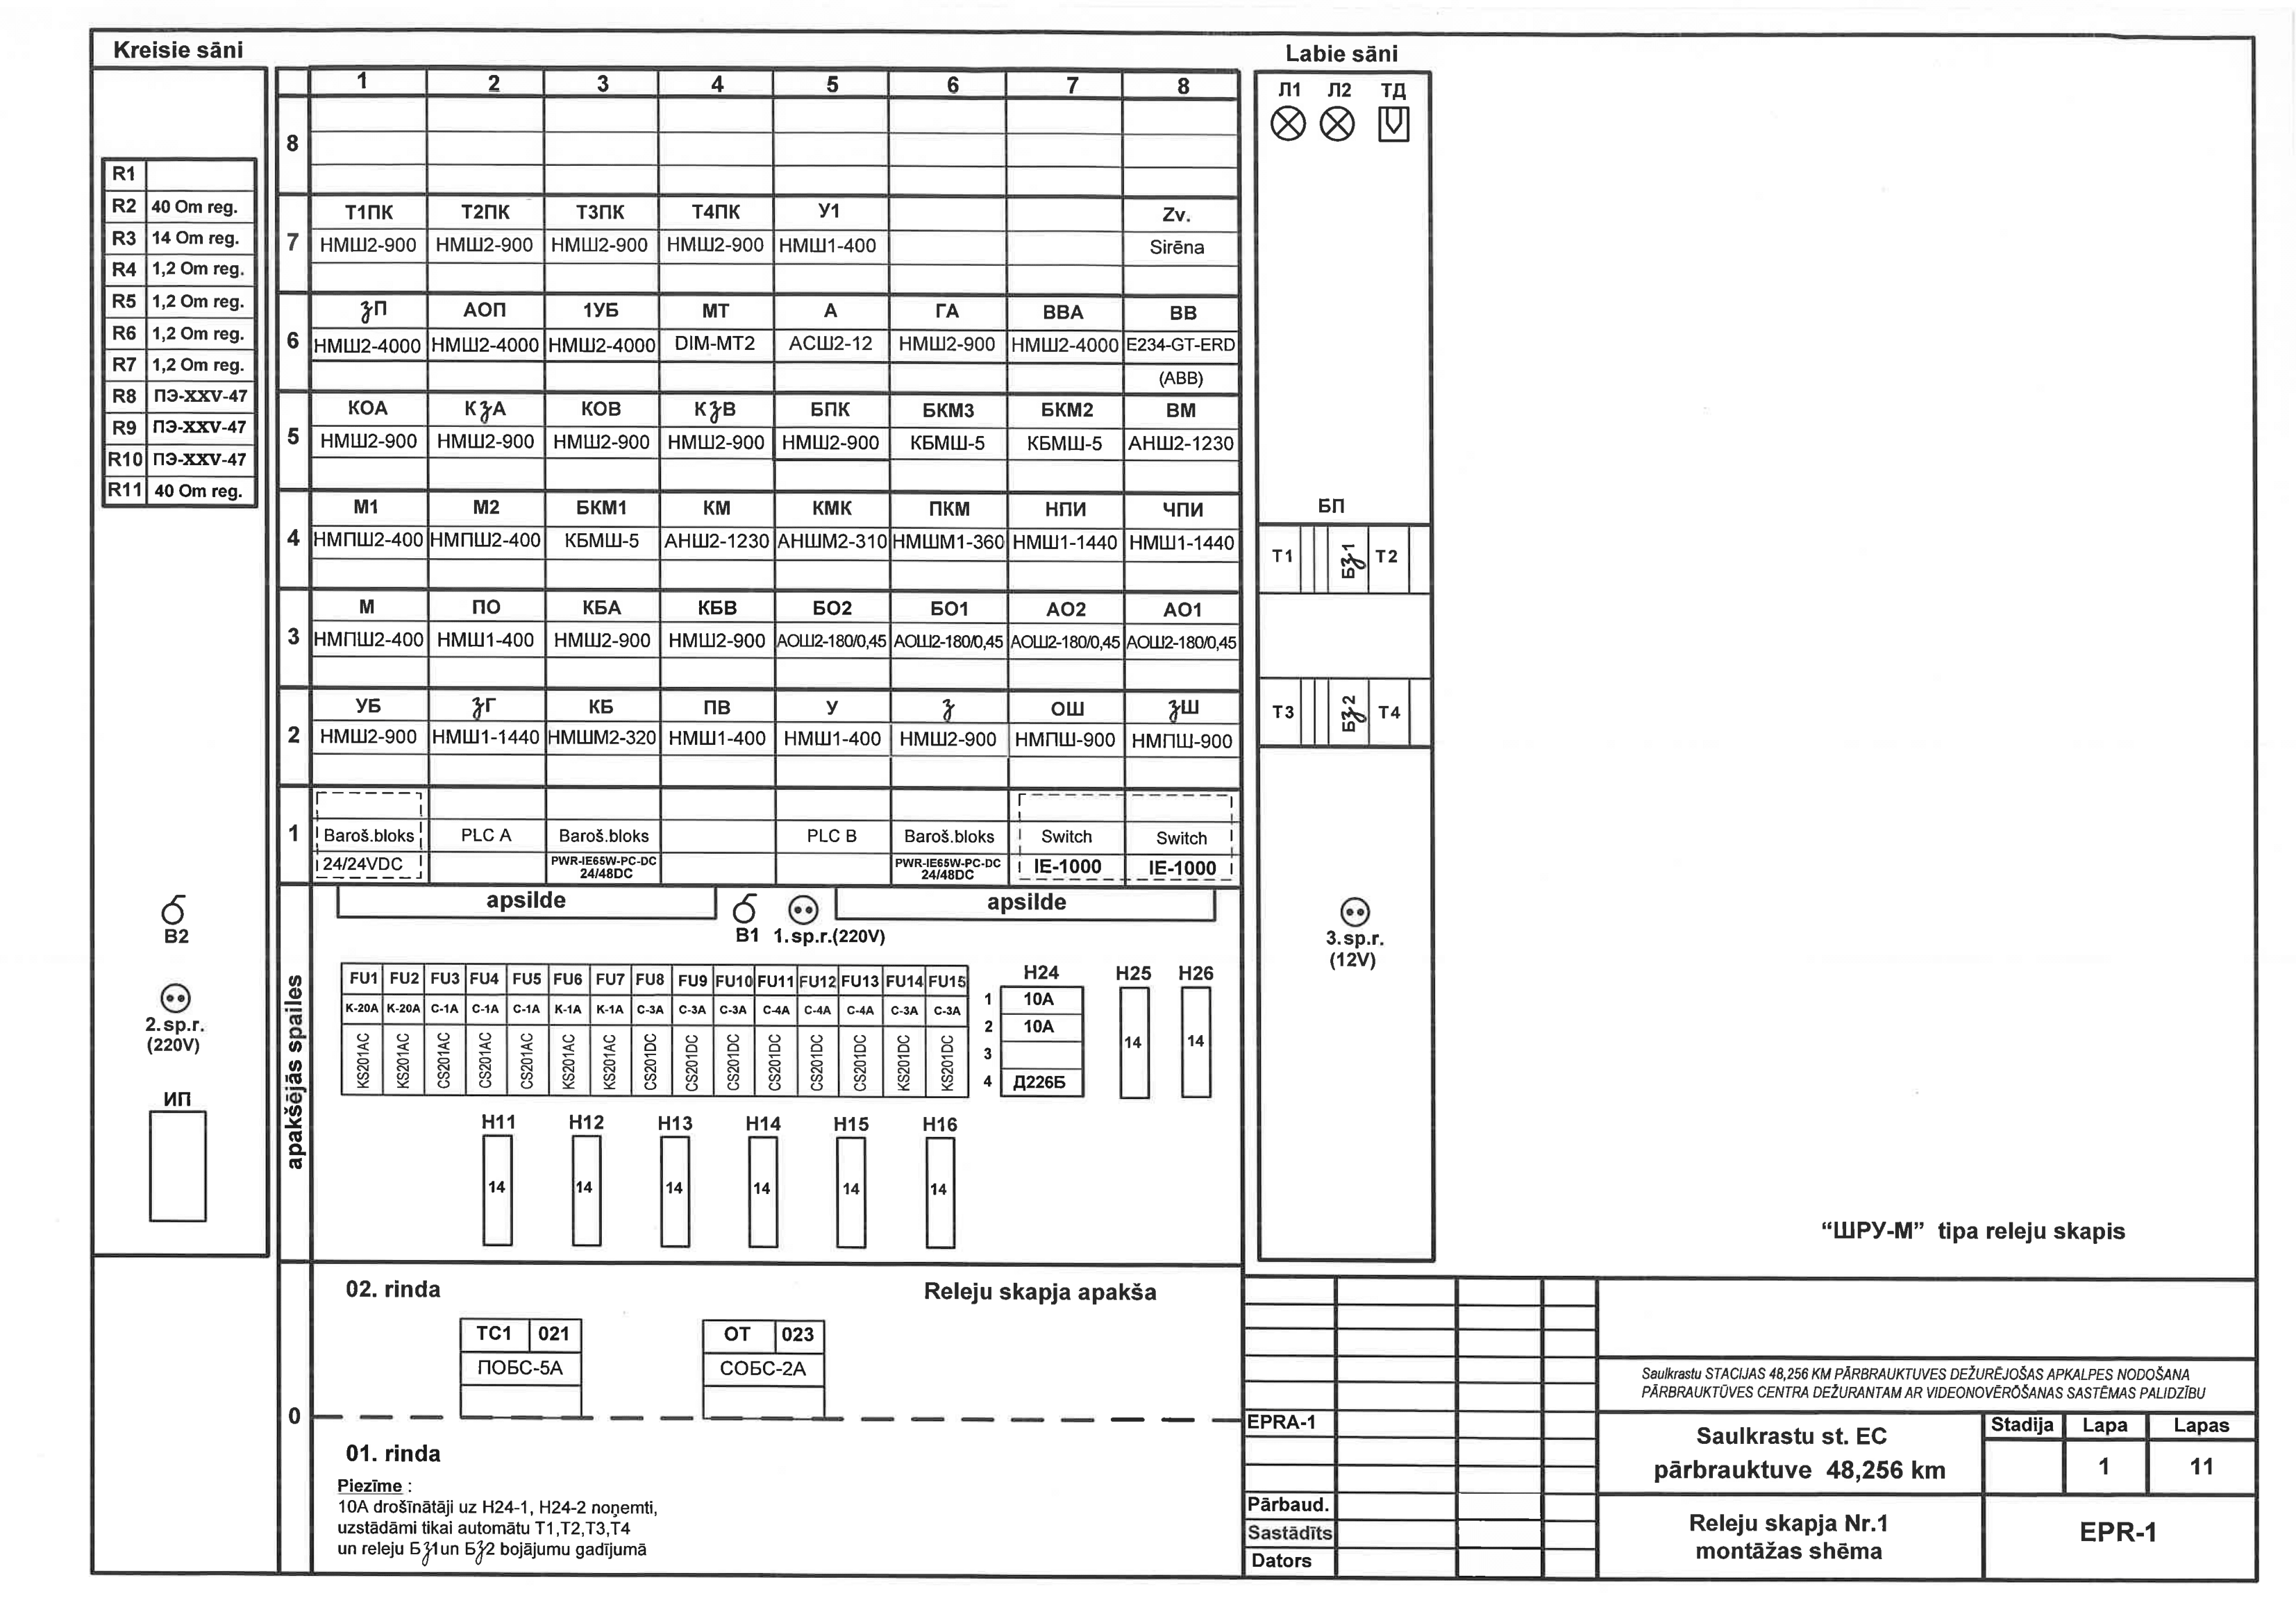 Kreisie sāni
Labie sāni
R1
R2 40 Om reg.
R3 14 Om reg.
R4 1,2 Om reg.
R5 1,2 Om reg.
R6 1,2 Om reg.
R7 1,2 Om reg.
R8 ПЭ-XXV-47
R9 ПЭ-XXV-47
R10 ПЭ-XXV-47
R11 40 Om reg.
B2
2.sp.r.
(220V)
ИП
1 2 3 4 5 6 7 8
8
Т1ПК Т2ПК Т3ПК Т4ПК У1 Zv.
7 НМШ2-900 НМШ2-900 НМШ2-900 НМШ2-900 НМШ1-400 Sirēna
ʒП АОП 1УБ МТ А ГА ВВА ВВ
6 НМШ2-4000 НМШ2-4000 НМШ2-4000 DIM-MT2 АСШ2-12 НМШ2-900 НМШ2-4000 E234-GT-ERD
(ABB)
КОА КʒА КОВ КʒВ БПК БКМ3 БКМ2 ВМ
5 НМШ2-900 НМШ2-900 НМШ2-900 НМШ2-900 НМШ2-900 КБМШ-5 КБМШ-5 АНШ2-1230
М1 М2 БКМ1 КМ КМК ПКМ НПИ ЧПИ
4 НМПШ2-400 НМПШ2-400 КБМШ-5 АНШ2-1230 АНШМ2-310 НМШМ1-360 НМШ1-1440 НМШ1-1440
М ПО КБА КБВ БО2 БО1 АО2 АО1
3 НМПШ2-400 НМШ1-400 НМШ2-900 НМШ2-900 АОШ2-180/0,45 АОШ2-180/0,45 АОШ2-180/0,45 АОШ2-180/0,45
УБ ʒГ КБ ПВ У ʒ ОШ ʒШ
2 НМШ2-900 НМШ1-1440 НМШМ2-320 НМШ1-400 НМШ1-400 НМШ2-900 НМПШ-900 НМПШ-900
1 Baroš.bloks PLC A Baroš.bloks PLC B Baroš.bloks Switch Switch
24/24VDC PWR-IE65W-PC-DC 24/48DC PWR-IE65W-PC-DC 24/48DC IE-1000 IE-1000
apsilde apsilde
B1 1.sp.r.(220V)
apakšējās spailes
FU1 FU2 FU3 FU4 FU5 FU6 FU7 FU8 FU9 FU10 FU11 FU12 FU13 FU14 FU15
K-20A K-20A C-1A C-1A C-1A K-1A K-1A C-3A C-3A C-3A C-4A C-4A C-4A C-3A C-3A
KS201AC KS201AC CS201AC CS201AC CS201AC KS201AC KS201AC CS201DC CS201DC CS201DC CS201DC CS201DC CS201DC KS201DC KS201DC
H24 H25 H26
1 10A
2 10A
3
4 Д226Б
14 14
H11 H12 H13 H14 H15 H16
14 14 14 14 14 14
Л1 Л2 ТД
БП
Т1 Бʒ1 Т2
Т3 Бʒ2 Т4
3.sp.r.
(12V)
02. rinda Releju skapja apakša
ТС1 021 ОТ 023
ПОБС-5А СОБС-2А
0
01. rinda
Piezīme :
10A drošīnātāji uz H24-1, H24-2 noņemti,
uzstādāmi tikai automātu T1,T2,T3,T4
un releju Бʒ1un Бʒ2 bojājumu gadījumā
“ШРУ-М” tipa releju skapis
Saulkrastu STACIJAS 48,256 KM PĀRBRAUKTUVES DEŽURĒJOŠAS APKALPES NODOŠANA
PĀRBRAUKTŪVES CENTRA DEŽURANTAM AR VIDEONOVĒRŌŠANAS SASTĒMAS PALIDZĪBU
EPRA-1
Saulkrastu st. EC
pārbrauktuve 48,256 km
Stadija Lapa Lapas
1 11
Pārbaud.
Sastādīts
Dators
Releju skapja Nr.1
montāžas shēma
EPR-1